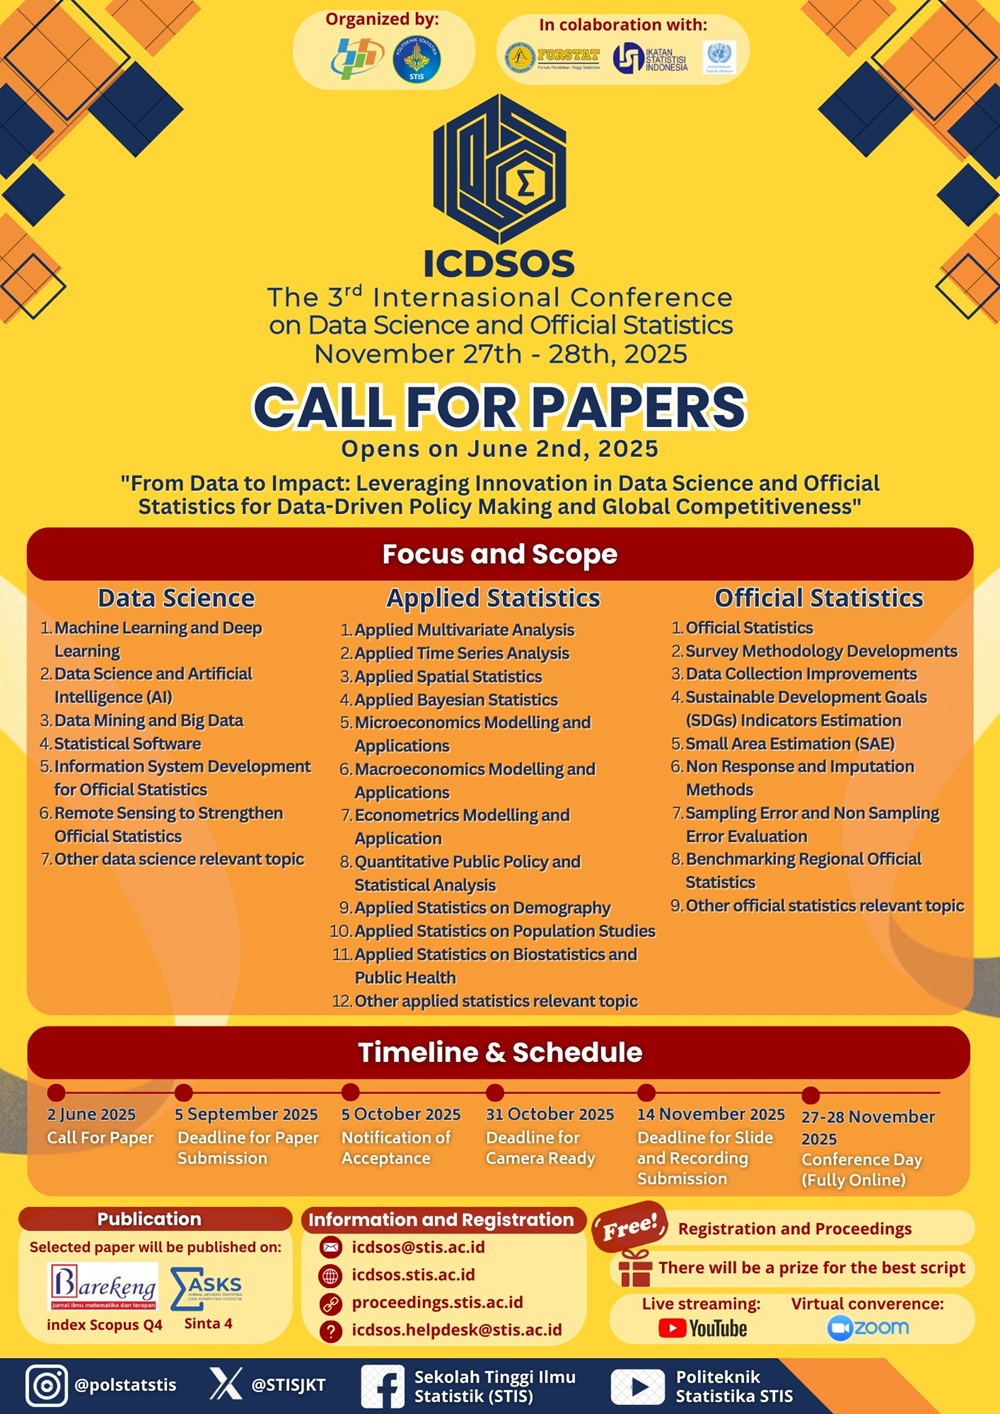 Organized by:
In colaboration with:
POLITEKNIK STATISTIKA
STIS
FORSTAT
Forum Pendidikan Tinggi Statistika
IKATAN
STATISTISI
INDONESIA
Σ
ICDSOS
The 3rd Internasional Conference
on Data Science and Official Statistics
November 27th - 28th, 2025
CALL FOR PAPERS
Opens on June 2nd, 2025
"From Data to Impact: Leveraging Innovation in Data Science and Official
Statistics for Data-Driven Policy Making and Global Competitiveness"
Focus and Scope
Data Science
1. Machine Learning and Deep
Learning
2. Data Science and Artificial
Intelligence (AI)
3. Data Mining and Big Data
4. Statistical Software
5. Information System Development
for Official Statistics
6. Remote Sensing to Strengthen
Official Statistics
7. Other data science relevant topic
Applied Statistics
1. Applied Multivariate Analysis
2. Applied Time Series Analysis
3. Applied Spatial Statistics
4. Applied Bayesian Statistics
5. Microeconomics Modelling and
Applications
6. Macroeconomics Modelling and
Applications
7. Econometrics Modelling and
Application
8. Quantitative Public Policy and
Statistical Analysis
9. Applied Statistics on Demography
10. Applied Statistics on Population Studies
11. Applied Statistics on Biostatistics and
Public Health
12. Other applied statistics relevant topic
Official Statistics
1. Official Statistics
2. Survey Methodology Developments
3. Data Collection Improvements
4. Sustainable Development Goals
(SDGs) Indicators Estimation
5. Small Area Estimation (SAE)
6. Non Response and Imputation
Methods
7. Sampling Error and Non Sampling
Error Evaluation
8. Benchmarking Regional Official
Statistics
9. Other official statistics relevant topic
Timeline & Schedule
2 June 2025
Call For Paper
5 September 2025
Deadline for Paper
Submission
5 October 2025
Notification of
Acceptance
31 October 2025
Deadline for
Camera Ready
14 November 2025
Deadline for Slide
and Recording
Submission
27-28 November
2025
Conference Day
(Fully Online)
Publication
Selected paper will be published on:
Barekeng
jurnal ilmu matematika dan terapan
index Scopus Q4
ASKS
JURNAL APLIKASI STATISTIKA
DAN KOMPUTASI STATISTIK
Sinta 4
Information and Registration
icdsos@stis.ac.id
icdsos.stis.ac.id
proceedings.stis.ac.id
icdsos.helpdesk@stis.ac.id
Free!
Registration and Proceedings
There will be a prize for the best script
Live streaming:
YouTube
Virtual converence:
zoom
@polstatstis
@STISJKT
Sekolah Tinggi Ilmu
Statistik (STIS)
Politeknik
Statistika STIS